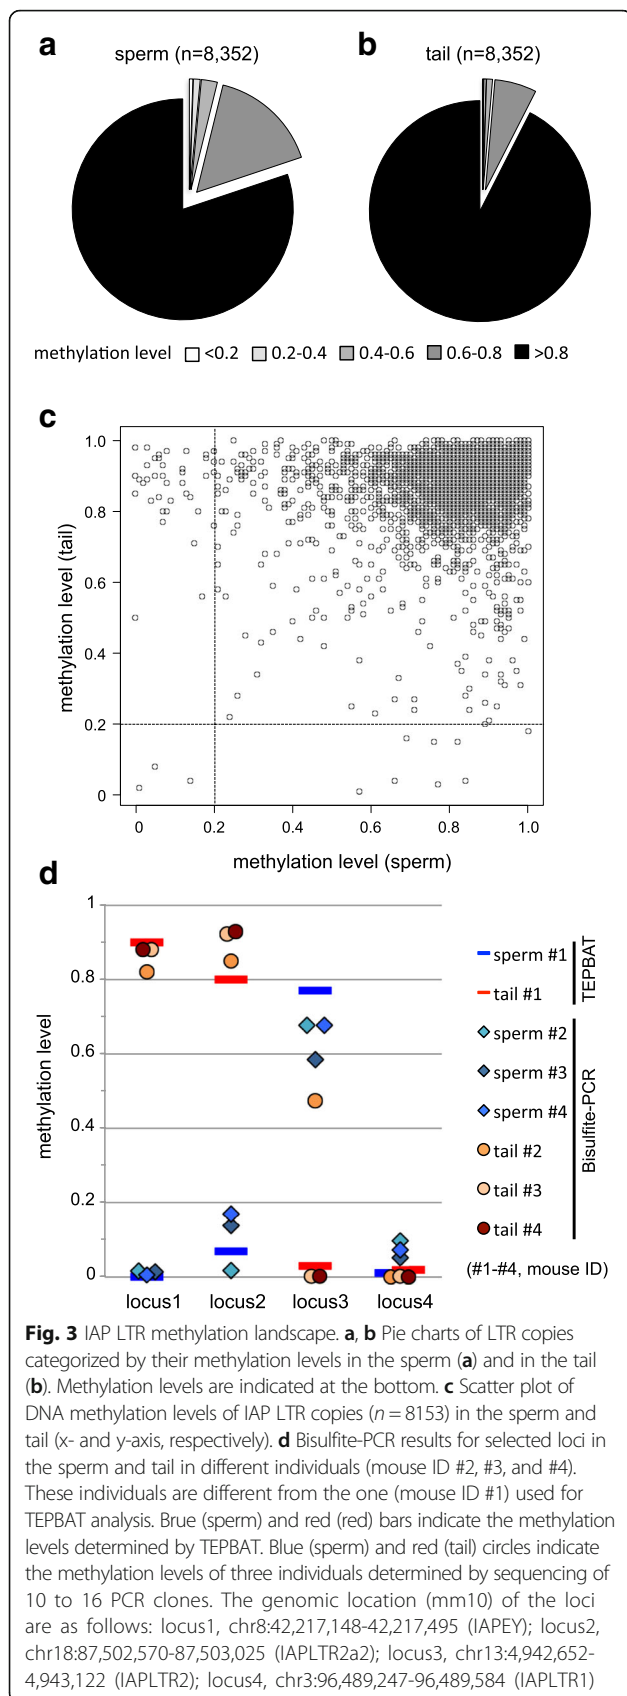 a
sperm (n=8,352)
b
tail (n=8,352)
methylation level <0.2 0.2-0.4 0.4-0.6 0.6-0.8 >0.8
c
1.0
0.8
0.6
0.4
0.2
0
methylation level (tail)
0 0.2 0.4 0.6 0.8 1.0
methylation level (sperm)
d
1
0.8
0.6
0.4
0.2
0
methylation level
locus1 locus2 locus3 locus4
sperm #1
tail #1
TEPBAT
sperm #2
sperm #3
sperm #4
tail #2
tail #3
tail #4
Bisulfite-PCR
(#1-#4, mouse ID)
Fig. 3 IAP LTR methylation landscape. a, b Pie charts of LTR copies
categorized by their methylation levels in the sperm (a) and in the tail
(b). Methylation levels are indicated at the bottom. c Scatter plot of
DNA methylation levels of IAP LTR copies (n = 8153) in the sperm and
tail (x- and y-axis, respectively). d Bisulfite-PCR results for selected loci in
the sperm and tail in different individuals (mouse ID #2, #3, and #4).
These individuals are different from the one (mouse ID #1) used for
TEPBAT analysis. Brue (sperm) and red (red) bars indicate the methylation
levels determined by TEPBAT. Blue (sperm) and red (tail) circles indicate
the methylation levels of three individuals determined by sequencing of
10 to 16 PCR clones. The genomic location (mm10) of the loci
are as follows: locus1, chr8:42,217,148-42,217,495 (IAPEY); locus2,
chr18:87,502,570-87,503,025 (IAPLTR2a2); locus3, chr13:4,942,652-
4,943,122 (IAPLTR2); locus4, chr3:96,489,247-96,489,584 (IAPLTR1)